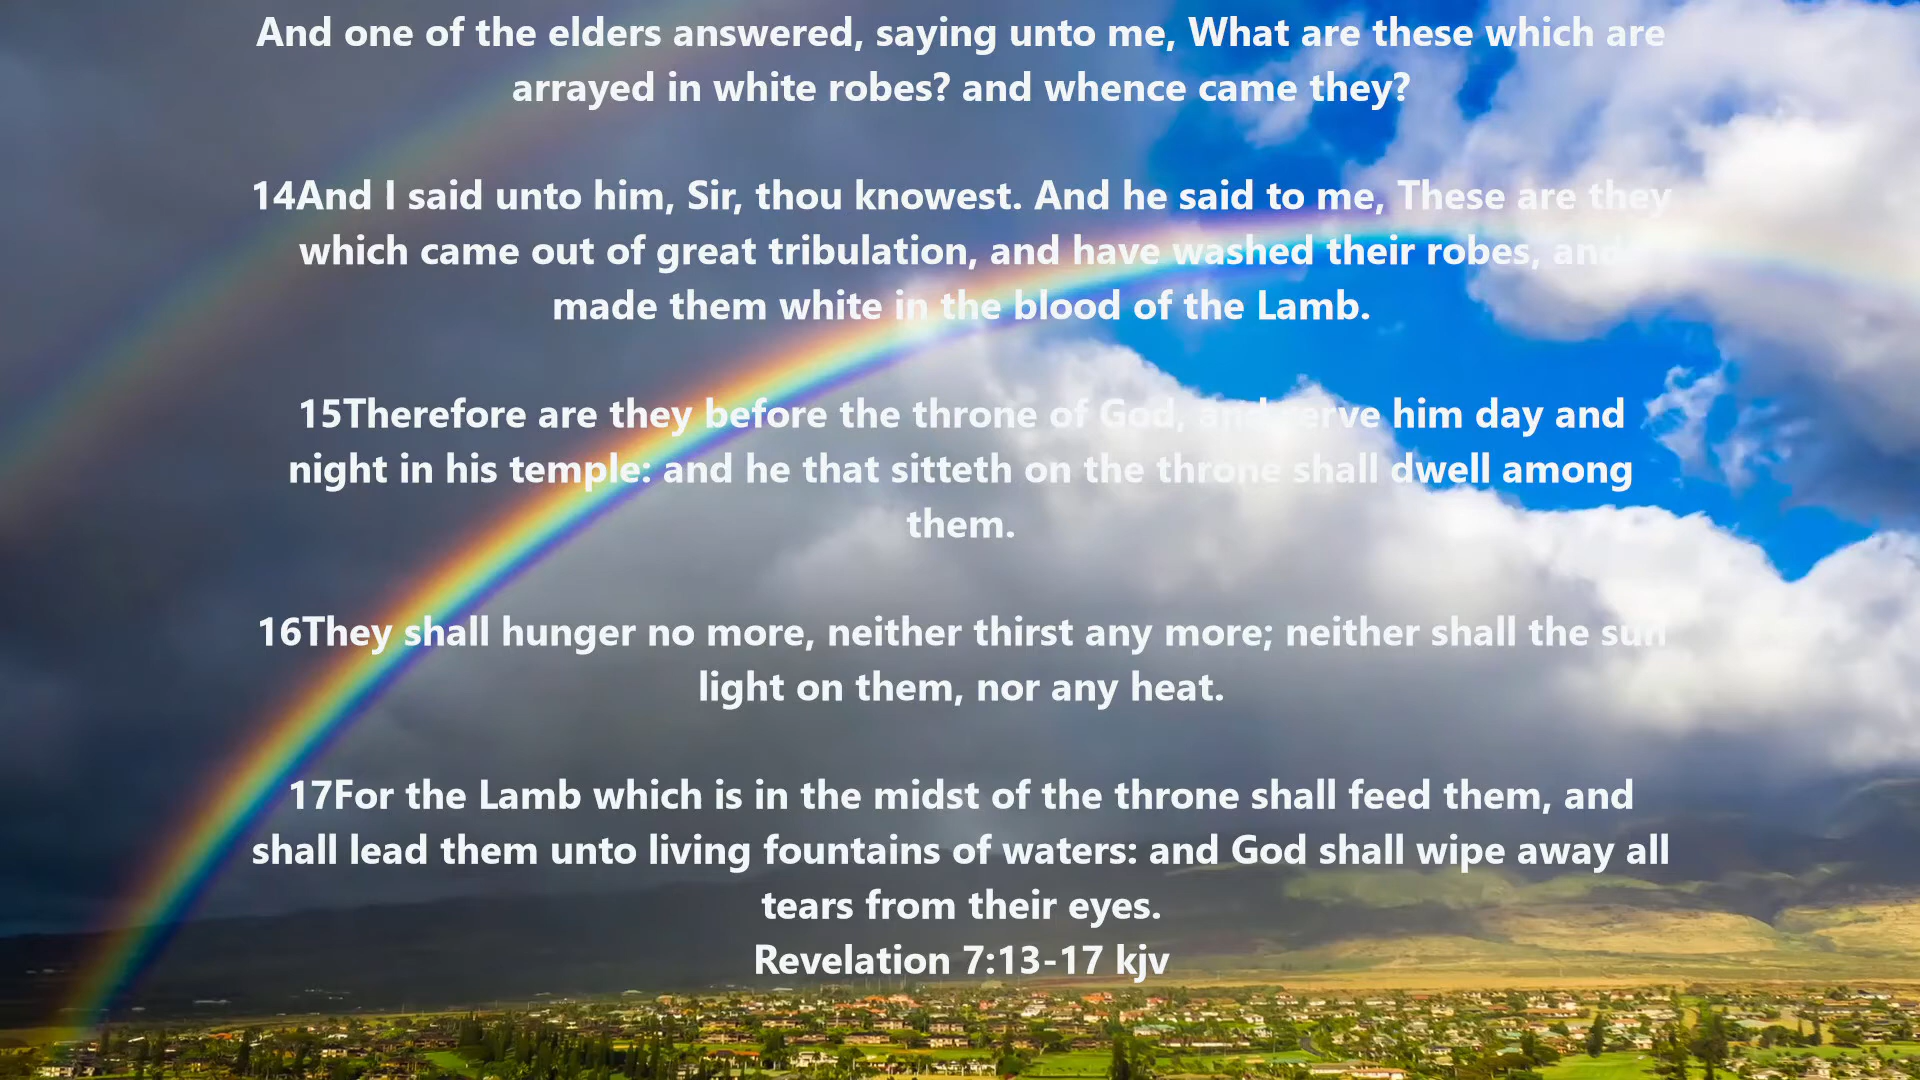 And one of the elders answered, saying unto me, What are these which are
arrayed in white robes? and whence came they?
14And I said unto him, Sir, thou knowest. And he said to me, These are they
which came out of great tribulation, and have washed their robes, and
made them white in the blood of the Lamb.
15Therefore are they before the throne of God, and serve him day and
night in his temple: and he that sitteth on the throne shall dwell among
them.
16They shall hunger no more, neither thirst any more; neither shall the sun
light on them, nor any heat.
17For the Lamb which is in the midst of the throne shall feed them, and
shall lead them unto living fountains of waters: and God shall wipe away all
tears from their eyes.
Revelation 7:13-17 kjv